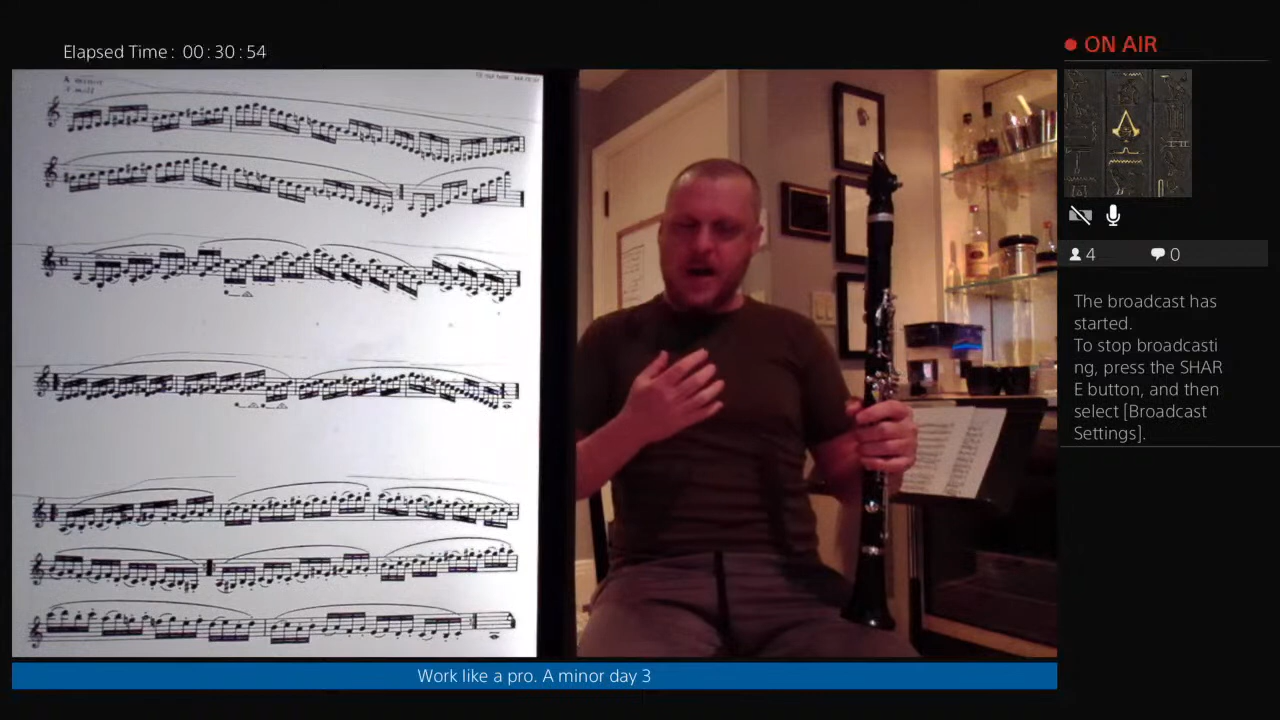 Elapsed Time: 00:30:54
ON AIR
4
0
The broadcast has
started.
To stop broadcasti
ng, press the SHAR
E button, and then
select [Broadcast
Settings].
Work like a pro. A minor day 3